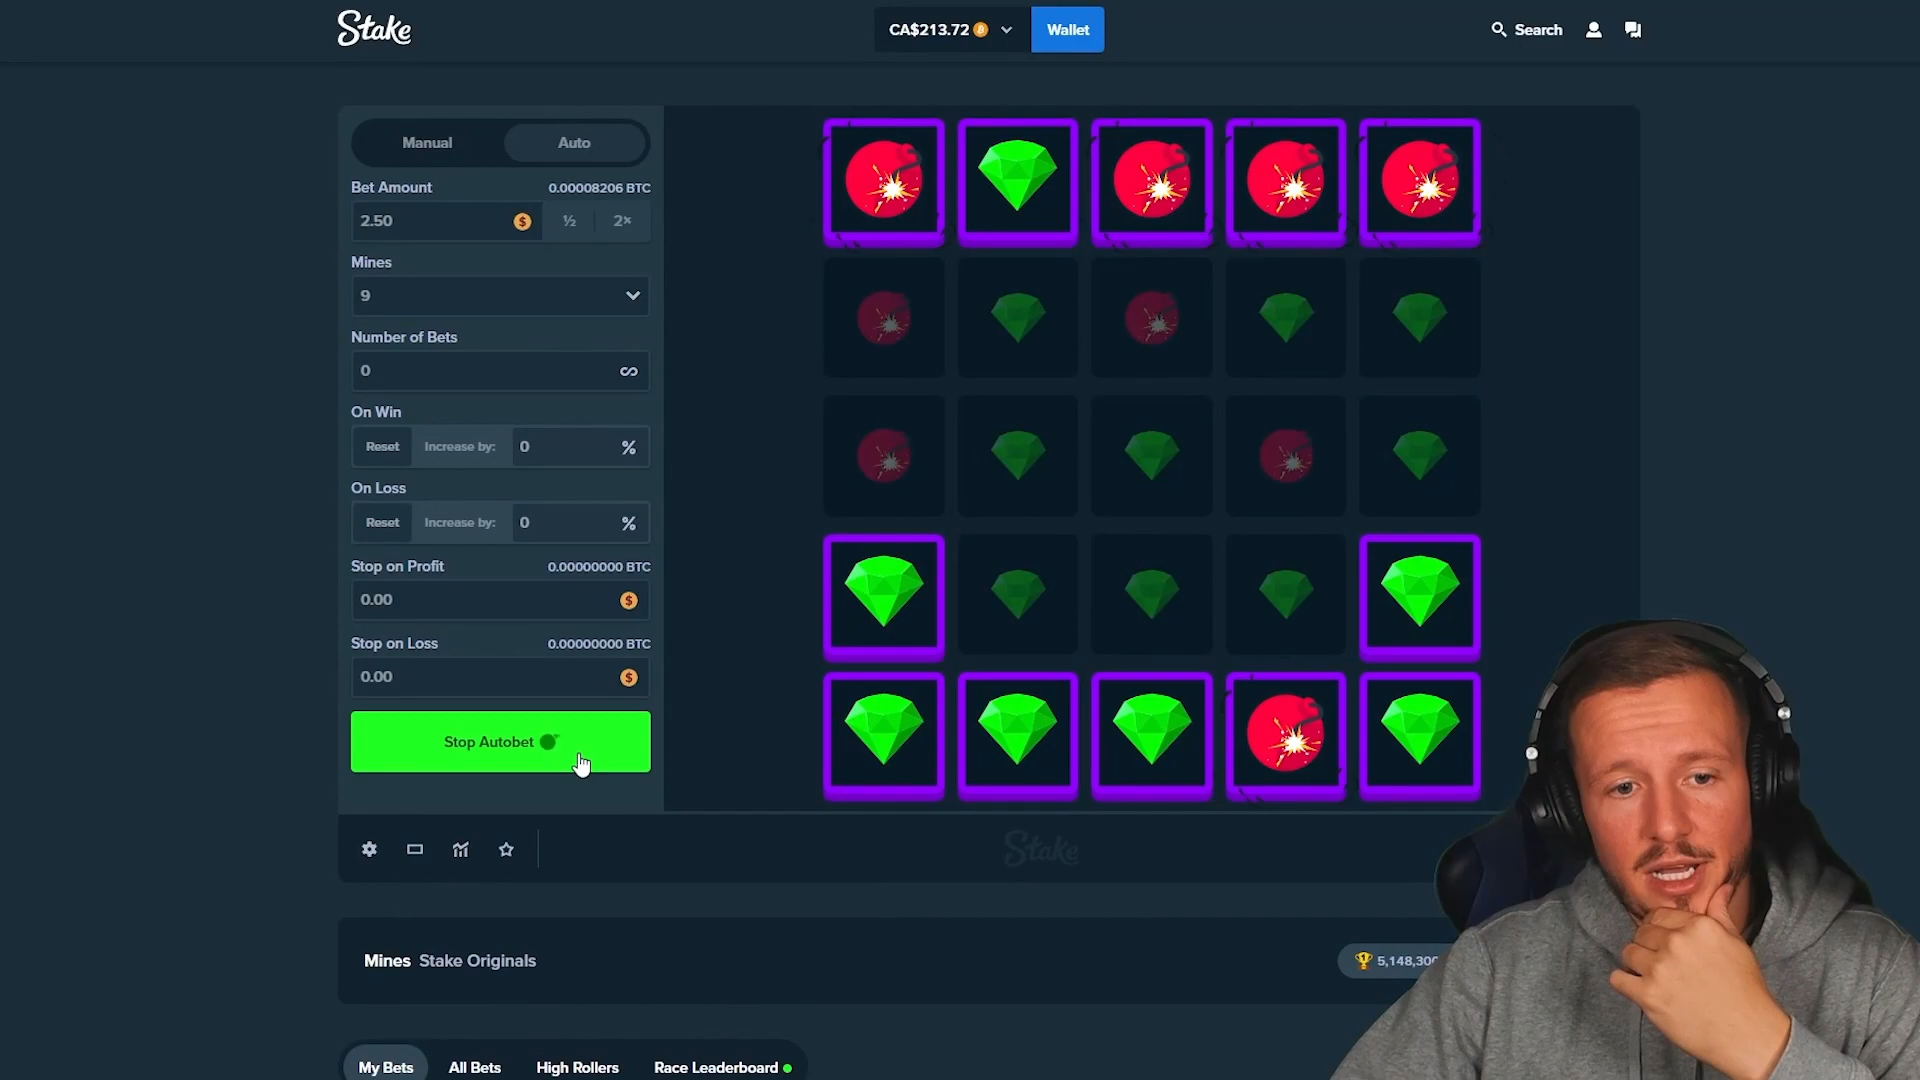 Stake
CA$213.72
Wallet
Search
Manual
Auto
Bet Amount
0.00008206 BTC
2.50
½
2×
Mines
9
Number of Bets
0
On Win
Reset
Increase by:
0
%
On Loss
Reset
Increase by:
0
%
Stop on Profit
0.00000000 BTC
0.00
Stop on Loss
0.00000000 BTC
0.00
Stop Autobet
Stake
Mines Stake Originals
My Bets
All Bets
High Rollers
Race Leaderboard